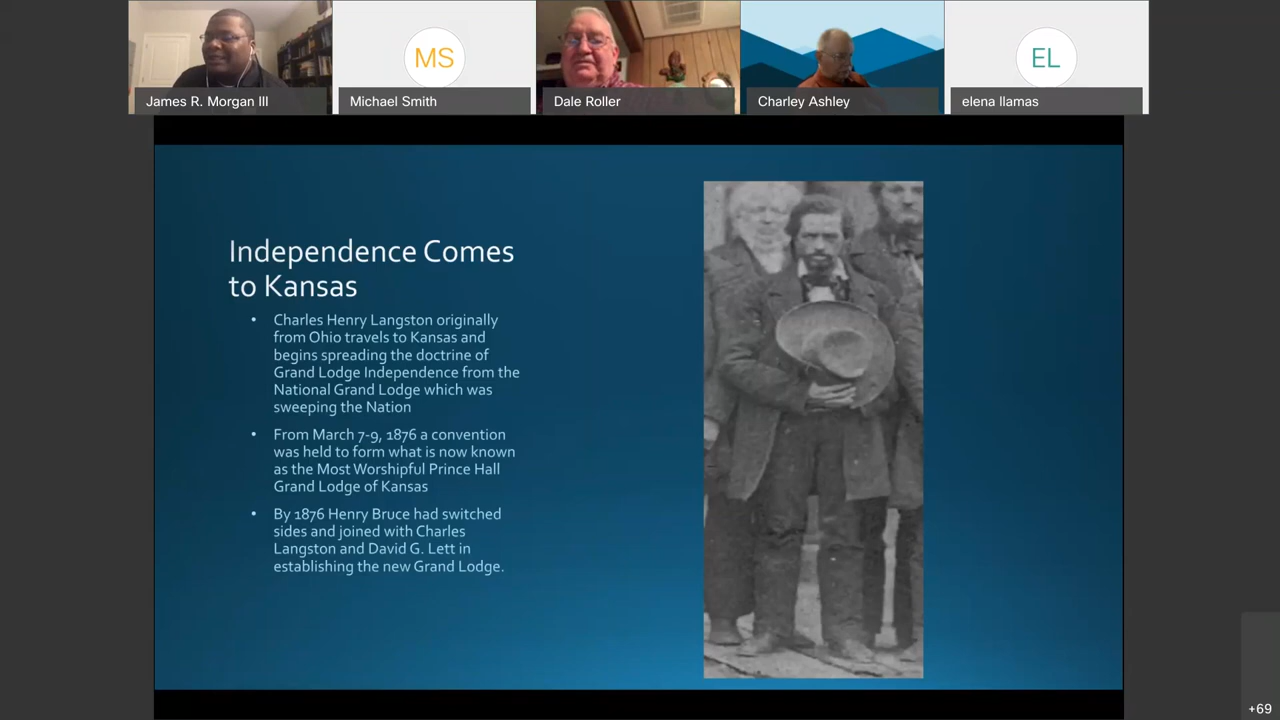 James R. Morgan III
MS
Michael Smith
Dale Roller
Charley Ashley
EL
elena llamas
Independence Comes
to Kansas
• Charles Henry Langston originally
from Ohio travels to Kansas and
begins spreading the doctrine of
Grand Lodge Independence from the
National Grand Lodge which was
sweeping the Nation
• From March 7-9, 1876 a convention
was held to form what is now known
as the Most Worshipful Prince Hall
Grand Lodge of Kansas
• By 1876 Henry Bruce had switched
sides and joined with Charles
Langston and David G. Lett in
establishing the new Grand Lodge.
+69